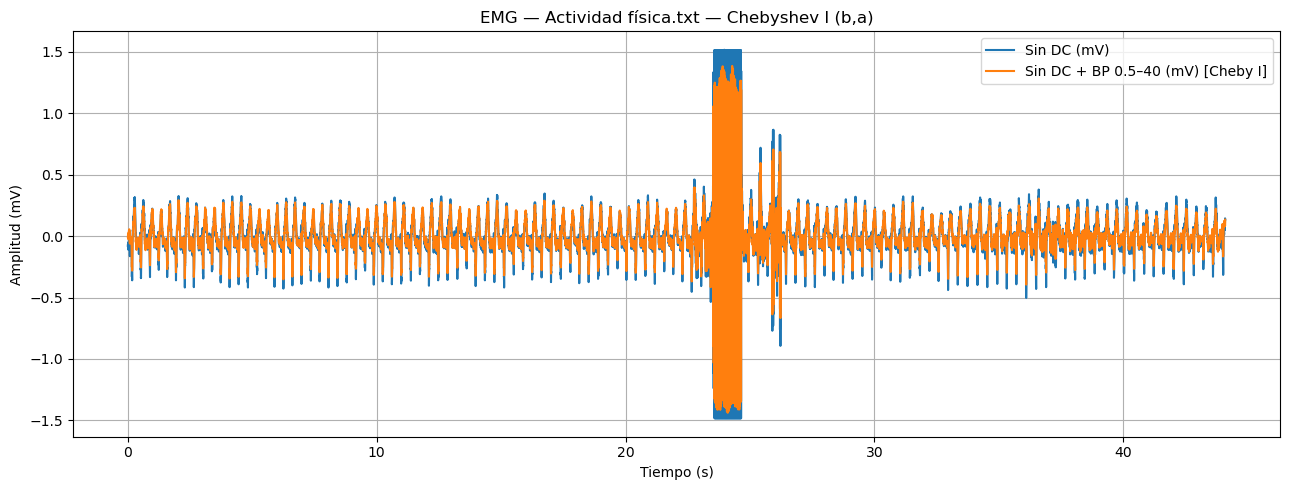 EMG — Actividad física.txt — Chebyshev I (b,a)
Sin DC (mV)
Sin DC + BP 0.5–40 (mV) [Cheby I]
Amplitud (mV)
1.5
1.0
0.5
0.0
−0.5
−1.0
−1.5
0 10 20 30 40
Tiempo (s)